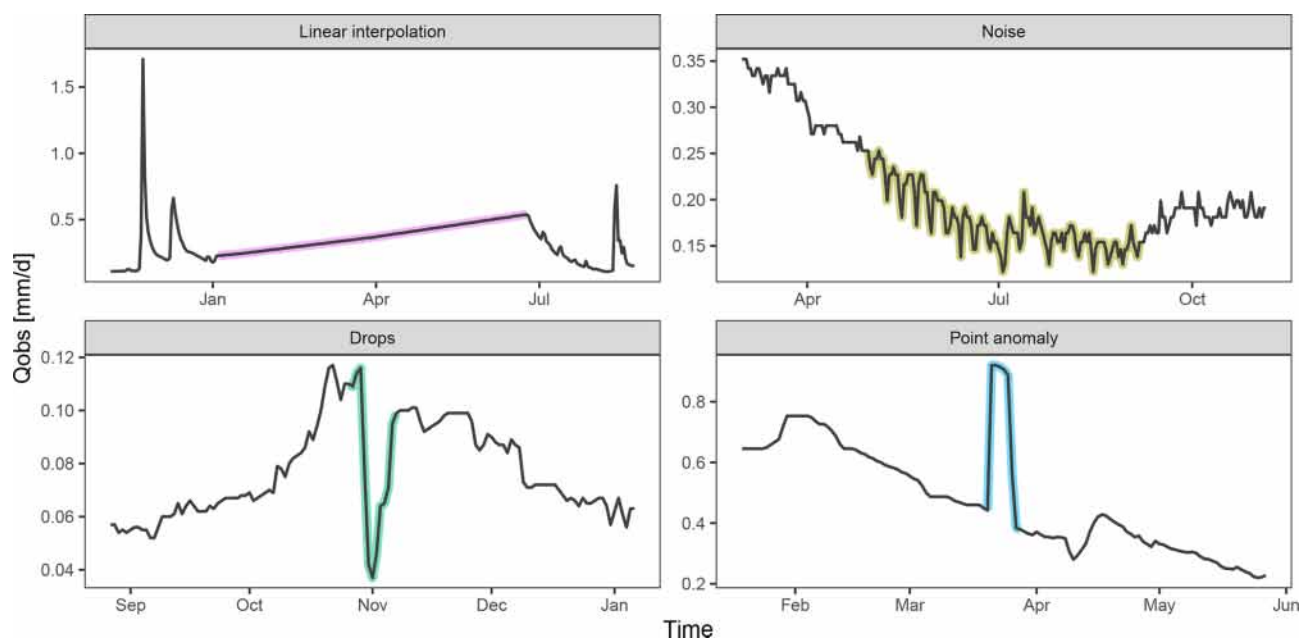 Linear interpolation
1.5
1.0
0.5
Jan Apr Jul
Noise
0.35
0.30
0.25
0.20
0.15
Apr Jul Oct
Qobs [mm/d]
Drops
0.12
0.10
0.08
0.06
0.04
Sep Oct Nov Dec Jan
Point anomaly
0.8
0.6
0.4
0.2
Feb Mar Apr May Jun
Time